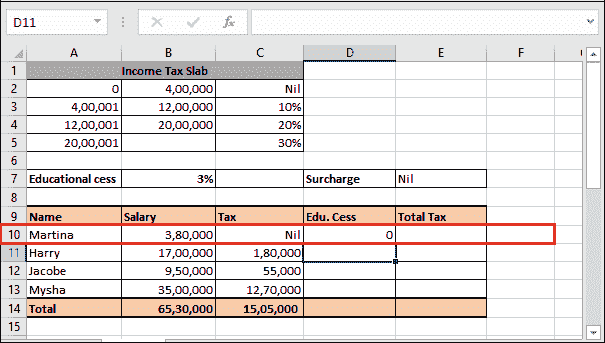 D11 fx
A B C D E F
1 Income Tax Slab
2 0 4,00,000 Nil
3 4,00,001 12,00,000 10%
4 12,00,001 20,00,000 20%
5 20,00,001 30%
6
7 Educational cess 3% Surcharge Nil
8
9 Name Salary Tax Edu. Cess Total Tax
10 Martina 3,80,000 Nil 0
11 Harry 17,00,000 1,80,000
12 Jacobe 9,50,000 55,000
13 Mysha 35,00,000 12,70,000
14 Total 65,30,000 15,05,000
15